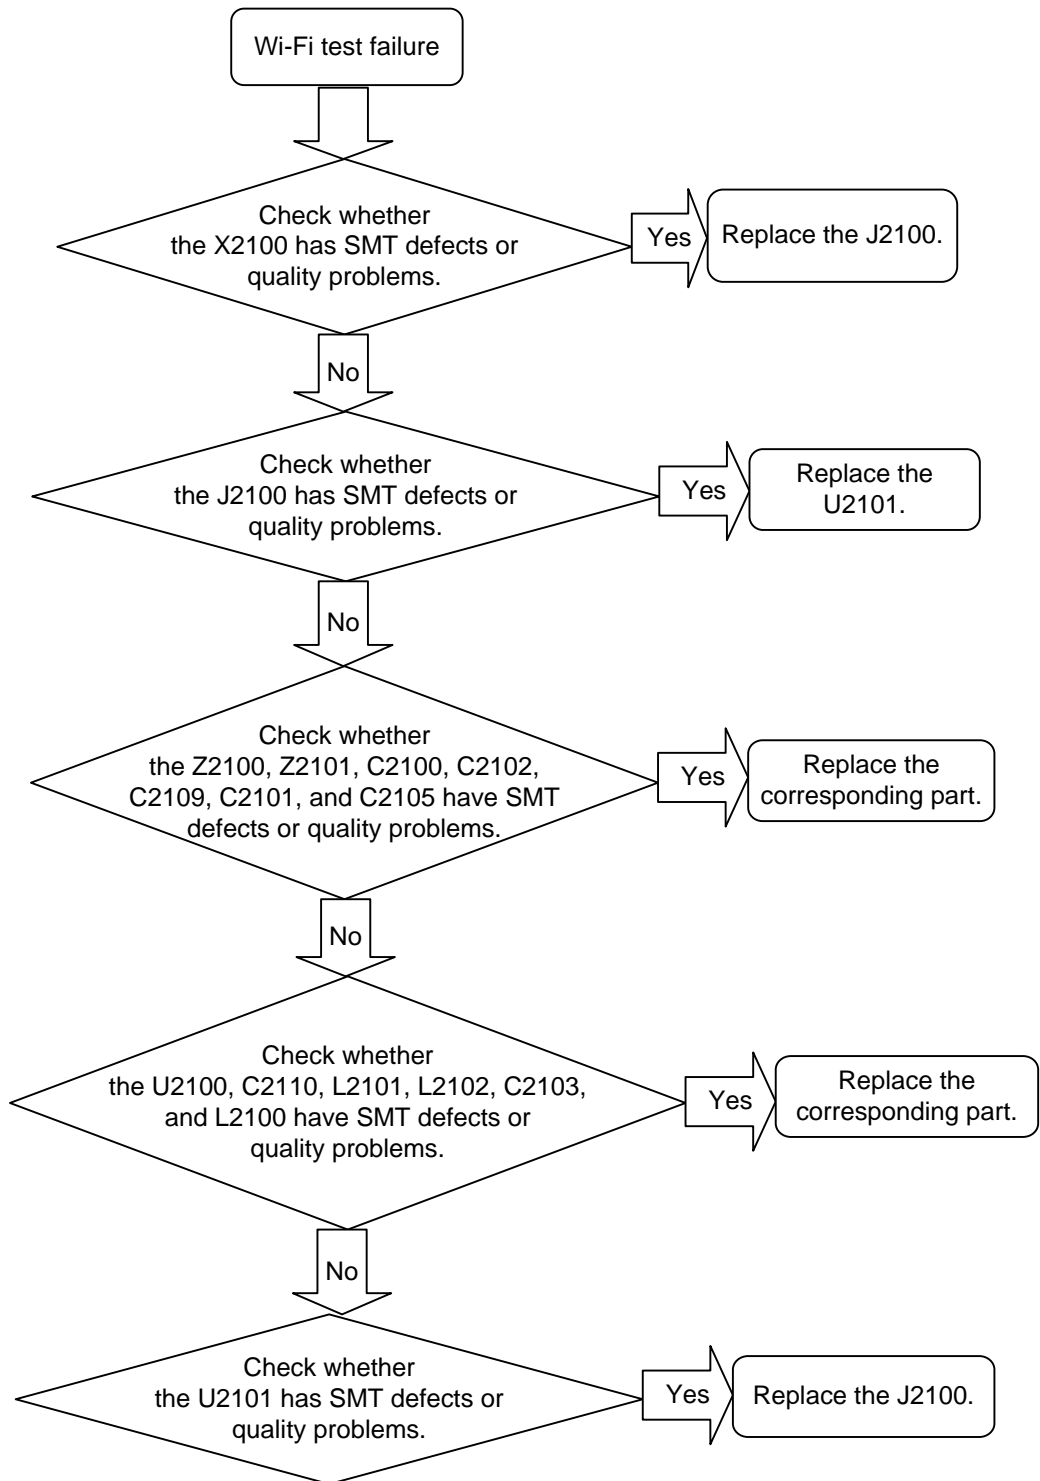 Wi-Fi test failure
Check whether
the X2100 has SMT defects or
quality problems.
Yes
Replace the J2100.
No
Check whether
the J2100 has SMT defects or
quality problems.
Yes
Replace the
U2101.
No
Check whether
the Z2100, Z2101, C2100, C2102,
C2109, C2101, and C2105 have SMT
defects or quality problems.
Yes
Replace the
corresponding part.
No
Check whether
the U2100, C2110, L2101, L2102, C2103,
and L2100 have SMT defects or
quality problems.
Yes
Replace the
corresponding part.
No
Check whether
the U2101 has SMT defects or
quality problems.
Yes
Replace the J2100.